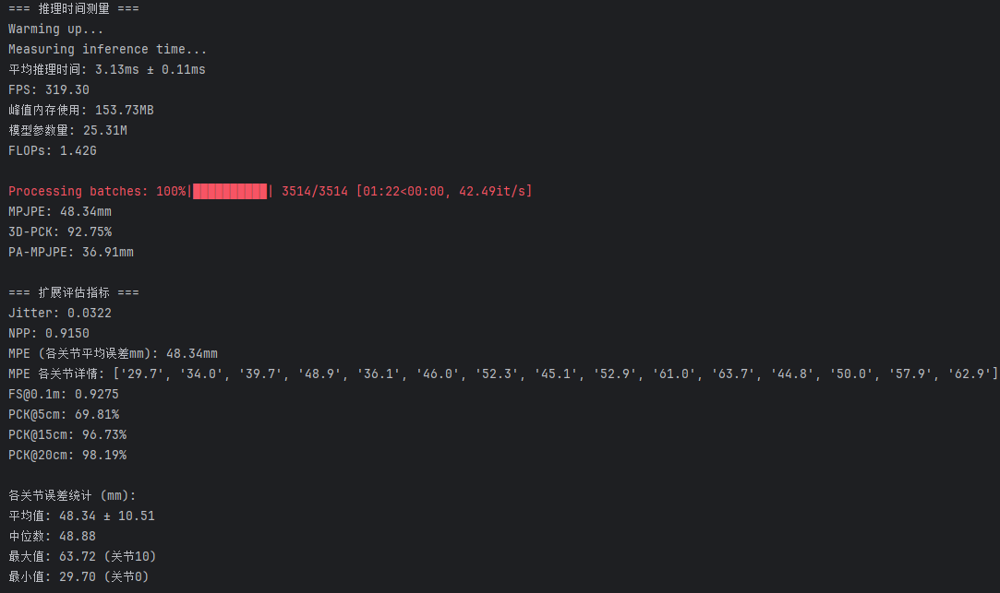 === 推理时间测量 ===
Warming up...
Measuring inference time...
平均推理时间: 3.13ms ± 0.11ms
FPS: 319.30
峰值内存使用: 153.73MB
模型参数量: 25.31M
FLOPs: 1.42G
Processing batches: 100%|██████████| 3514/3514 [01:22<00:00, 42.49it/s]
MPJPE: 48.34mm
3D-PCK: 92.75%
PA-MPJPE: 36.91mm
=== 扩展评估指标 ===
Jitter: 0.0322
NPP: 0.9150
MPE (各关节平均误差mm): 48.34mm
MPE 各关节详情: ['29.7', '34.0', '39.7', '48.9', '36.1', '46.0', '52.3', '45.1', '52.9', '61.0', '63.7', '44.8', '50.0', '57.9', '62.9']
FS@0.1m: 0.9275
PCK@5cm: 69.81%
PCK@15cm: 96.73%
PCK@20cm: 98.19%
各关节误差统计 (mm):
平均值: 48.34 ± 10.51
中位数: 48.88
最大值: 63.72 (关节10)
最小值: 29.70 (关节0)